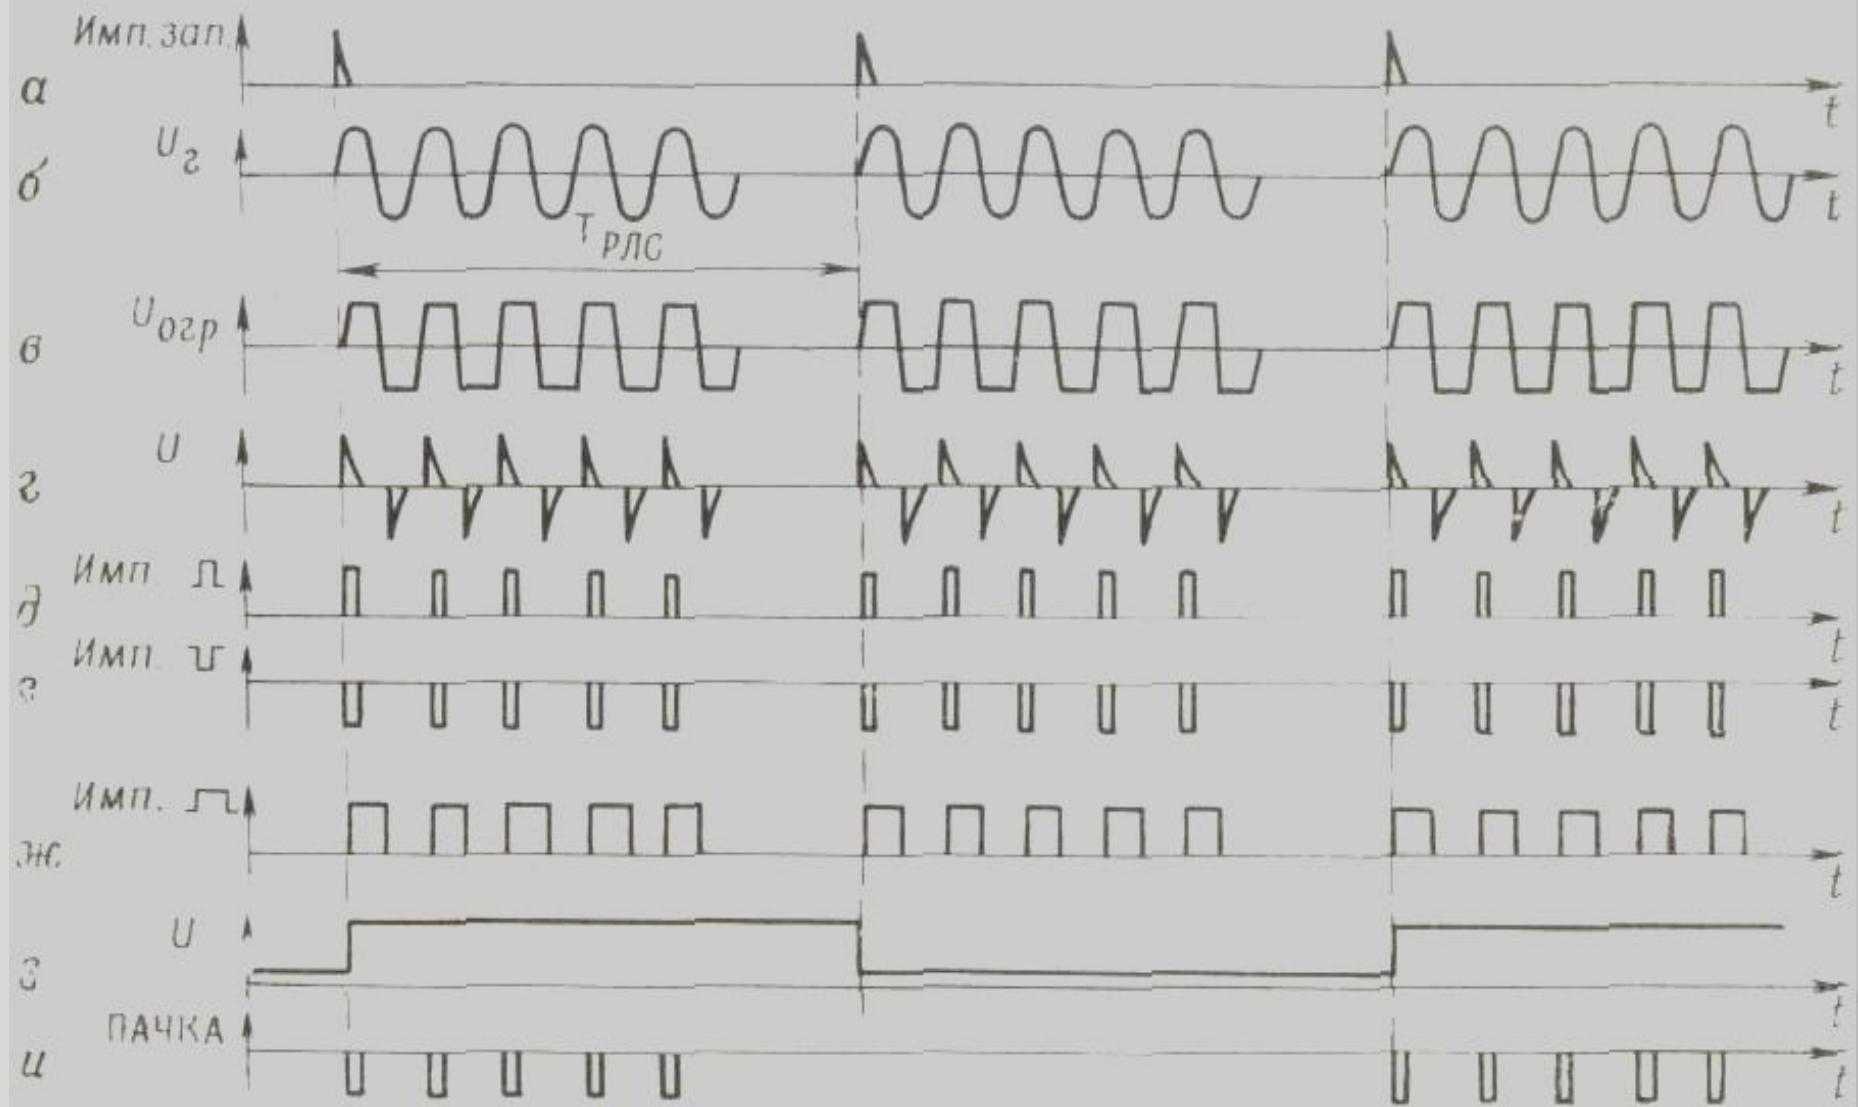 Имп. зап.
а
t
U г
б
t
Т РЛС
U огр
в
t
U
г
t
Имп.
д
t
Имп.
е
t
Имп.
ж
t
U
з
t
ПАЧКА
и
t